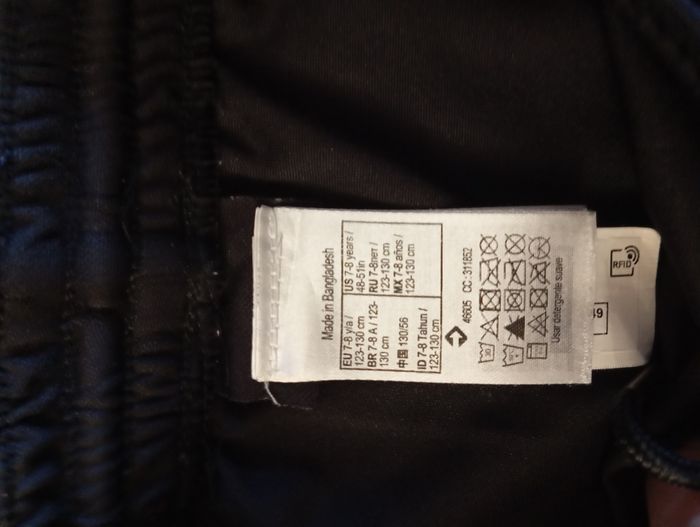 Made in Bangladesh
EU 7-8 y/a /
123-130 cm
BR 7-8 A / 123-
130 cm
中国 130/56
ID 7-8 Tahun /
123-130 cm
US 7-8 years /
48-51in
RU 7-8лет /
123-130 cm
MX 7-8 años /
123-130 cm
46605 CC:311652
Usar detergente suave
RFID